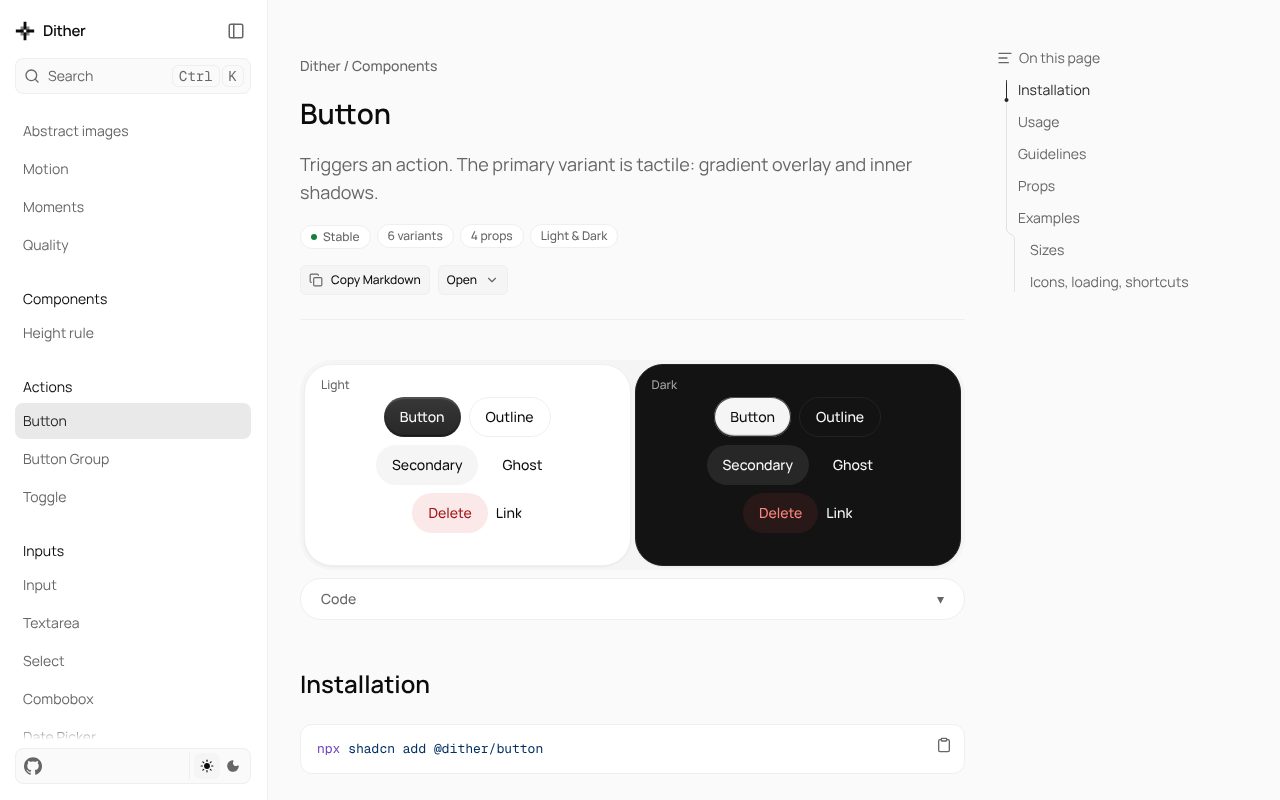 Dither
Search Ctrl K
Abstract images
Motion
Moments
Quality
Components
Height rule
Actions
Button
Button Group
Toggle
Inputs
Input
Textarea
Select
Combobox
Date Picker
Dither / Components
Button
Triggers an action. The primary variant is tactile: gradient overlay and inner
shadows.
Stable 6 variants 4 props Light & Dark
Copy Markdown Open
Light
Button Outline
Secondary Ghost
Delete Link
Dark
Button Outline
Secondary Ghost
Delete Link
Code
Installation
npx shadcn add @dither/button
On this page
Installation
Usage
Guidelines
Props
Examples
Sizes
Icons, loading, shortcuts